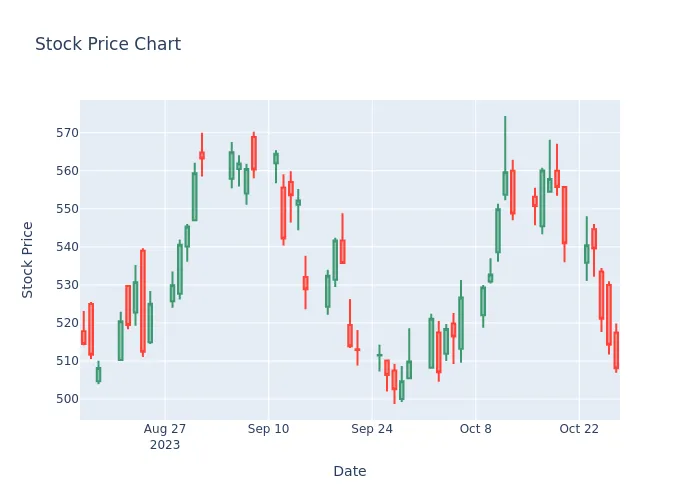 Stock Price Chart
Stock Price
570
560
550
540
530
520
510
500
Aug 27
2023
Sep 10
Sep 24
Oct 8
Oct 22
Date